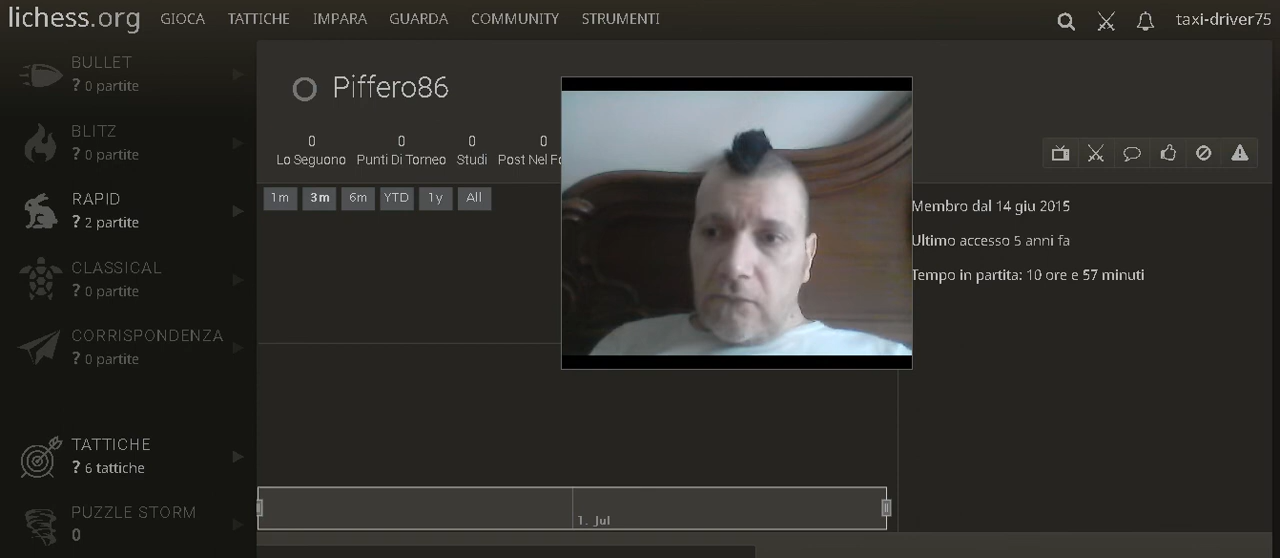 lichess.org GIOCA TATTICHE IMPARA GUARDA COMMUNITY STRUMENTI taxi-driver75
BULLET
? 0 partite
BLITZ
? 0 partite
RAPID
? 2 partite
CLASSICAL
? 0 partite
CORRISPONDENZA
? 0 partite
TATTICHE
? 6 tattiche
PUZZLE STORM
0
Piffero86
0 0 0 0
Lo Seguono Punti Di Torneo Studi Post Nel Fo
1m 3m 6m YTD 1y All
1. Jul
Membro dal 14 giu 2015
Ultimo accesso 5 anni fa
Tempo in partita: 10 ore e 57 minuti